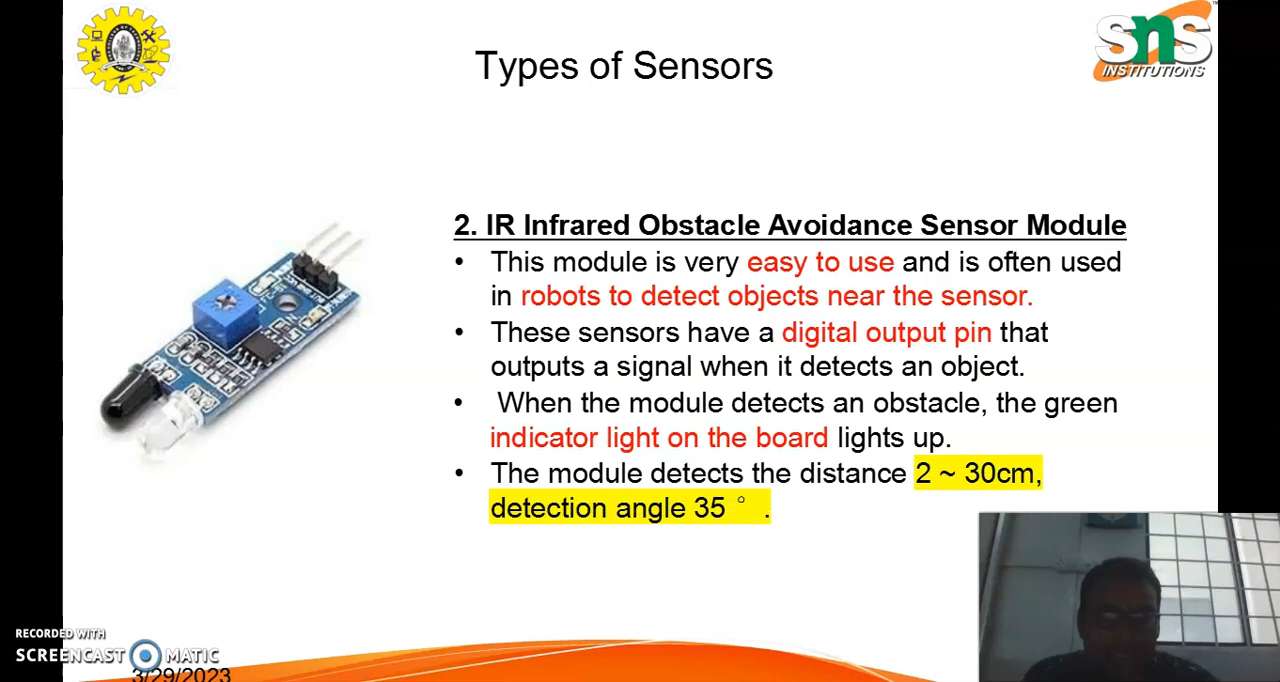 Types of Sensors
SNS
INSTITUTIONS
2. IR Infrared Obstacle Avoidance Sensor Module
• This module is very easy to use and is often used
in robots to detect objects near the sensor.
• These sensors have a digital output pin that
outputs a signal when it detects an object.
• When the module detects an obstacle, the green
indicator light on the board lights up.
• The module detects the distance 2 ~ 30cm,
detection angle 35 ° .
RECORDED WITH
SCREENCAST MATIC
3/29/2023